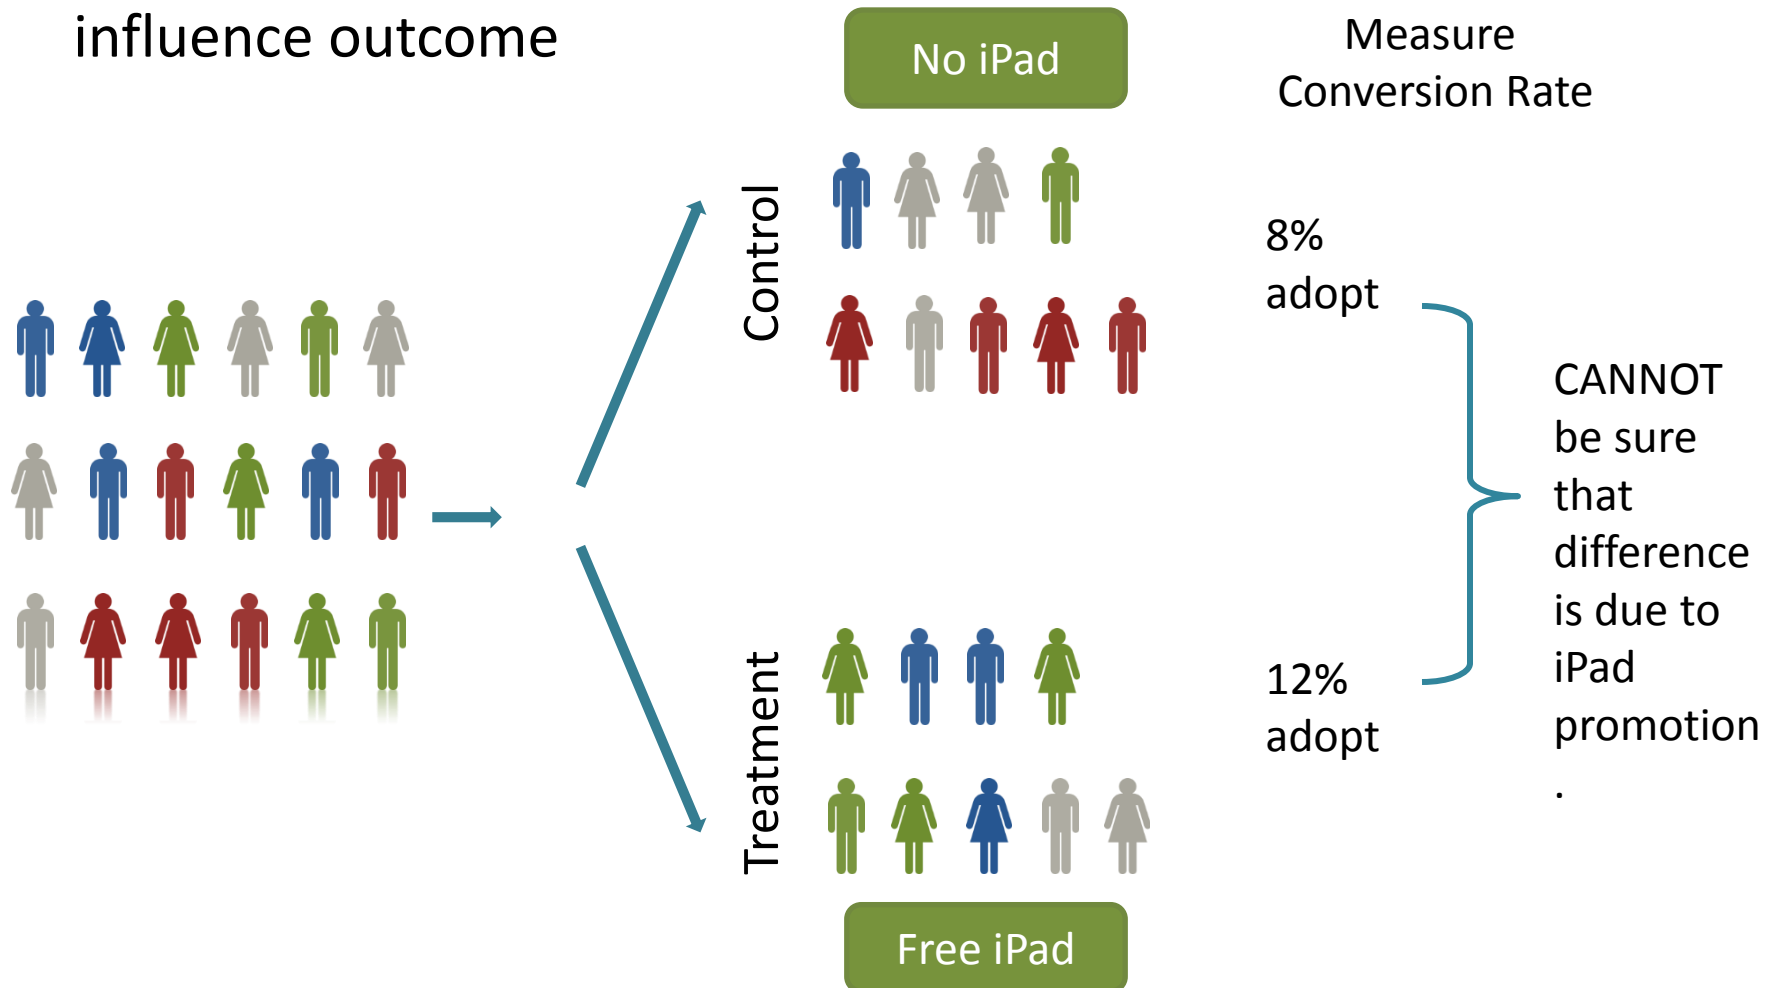 influence outcome
No iPad
Measure
Conversion Rate
Control
8%
adopt
Treatment
12%
adopt
CANNOT
be sure
that
difference
is due to
iPad
promotion
.
Free iPad